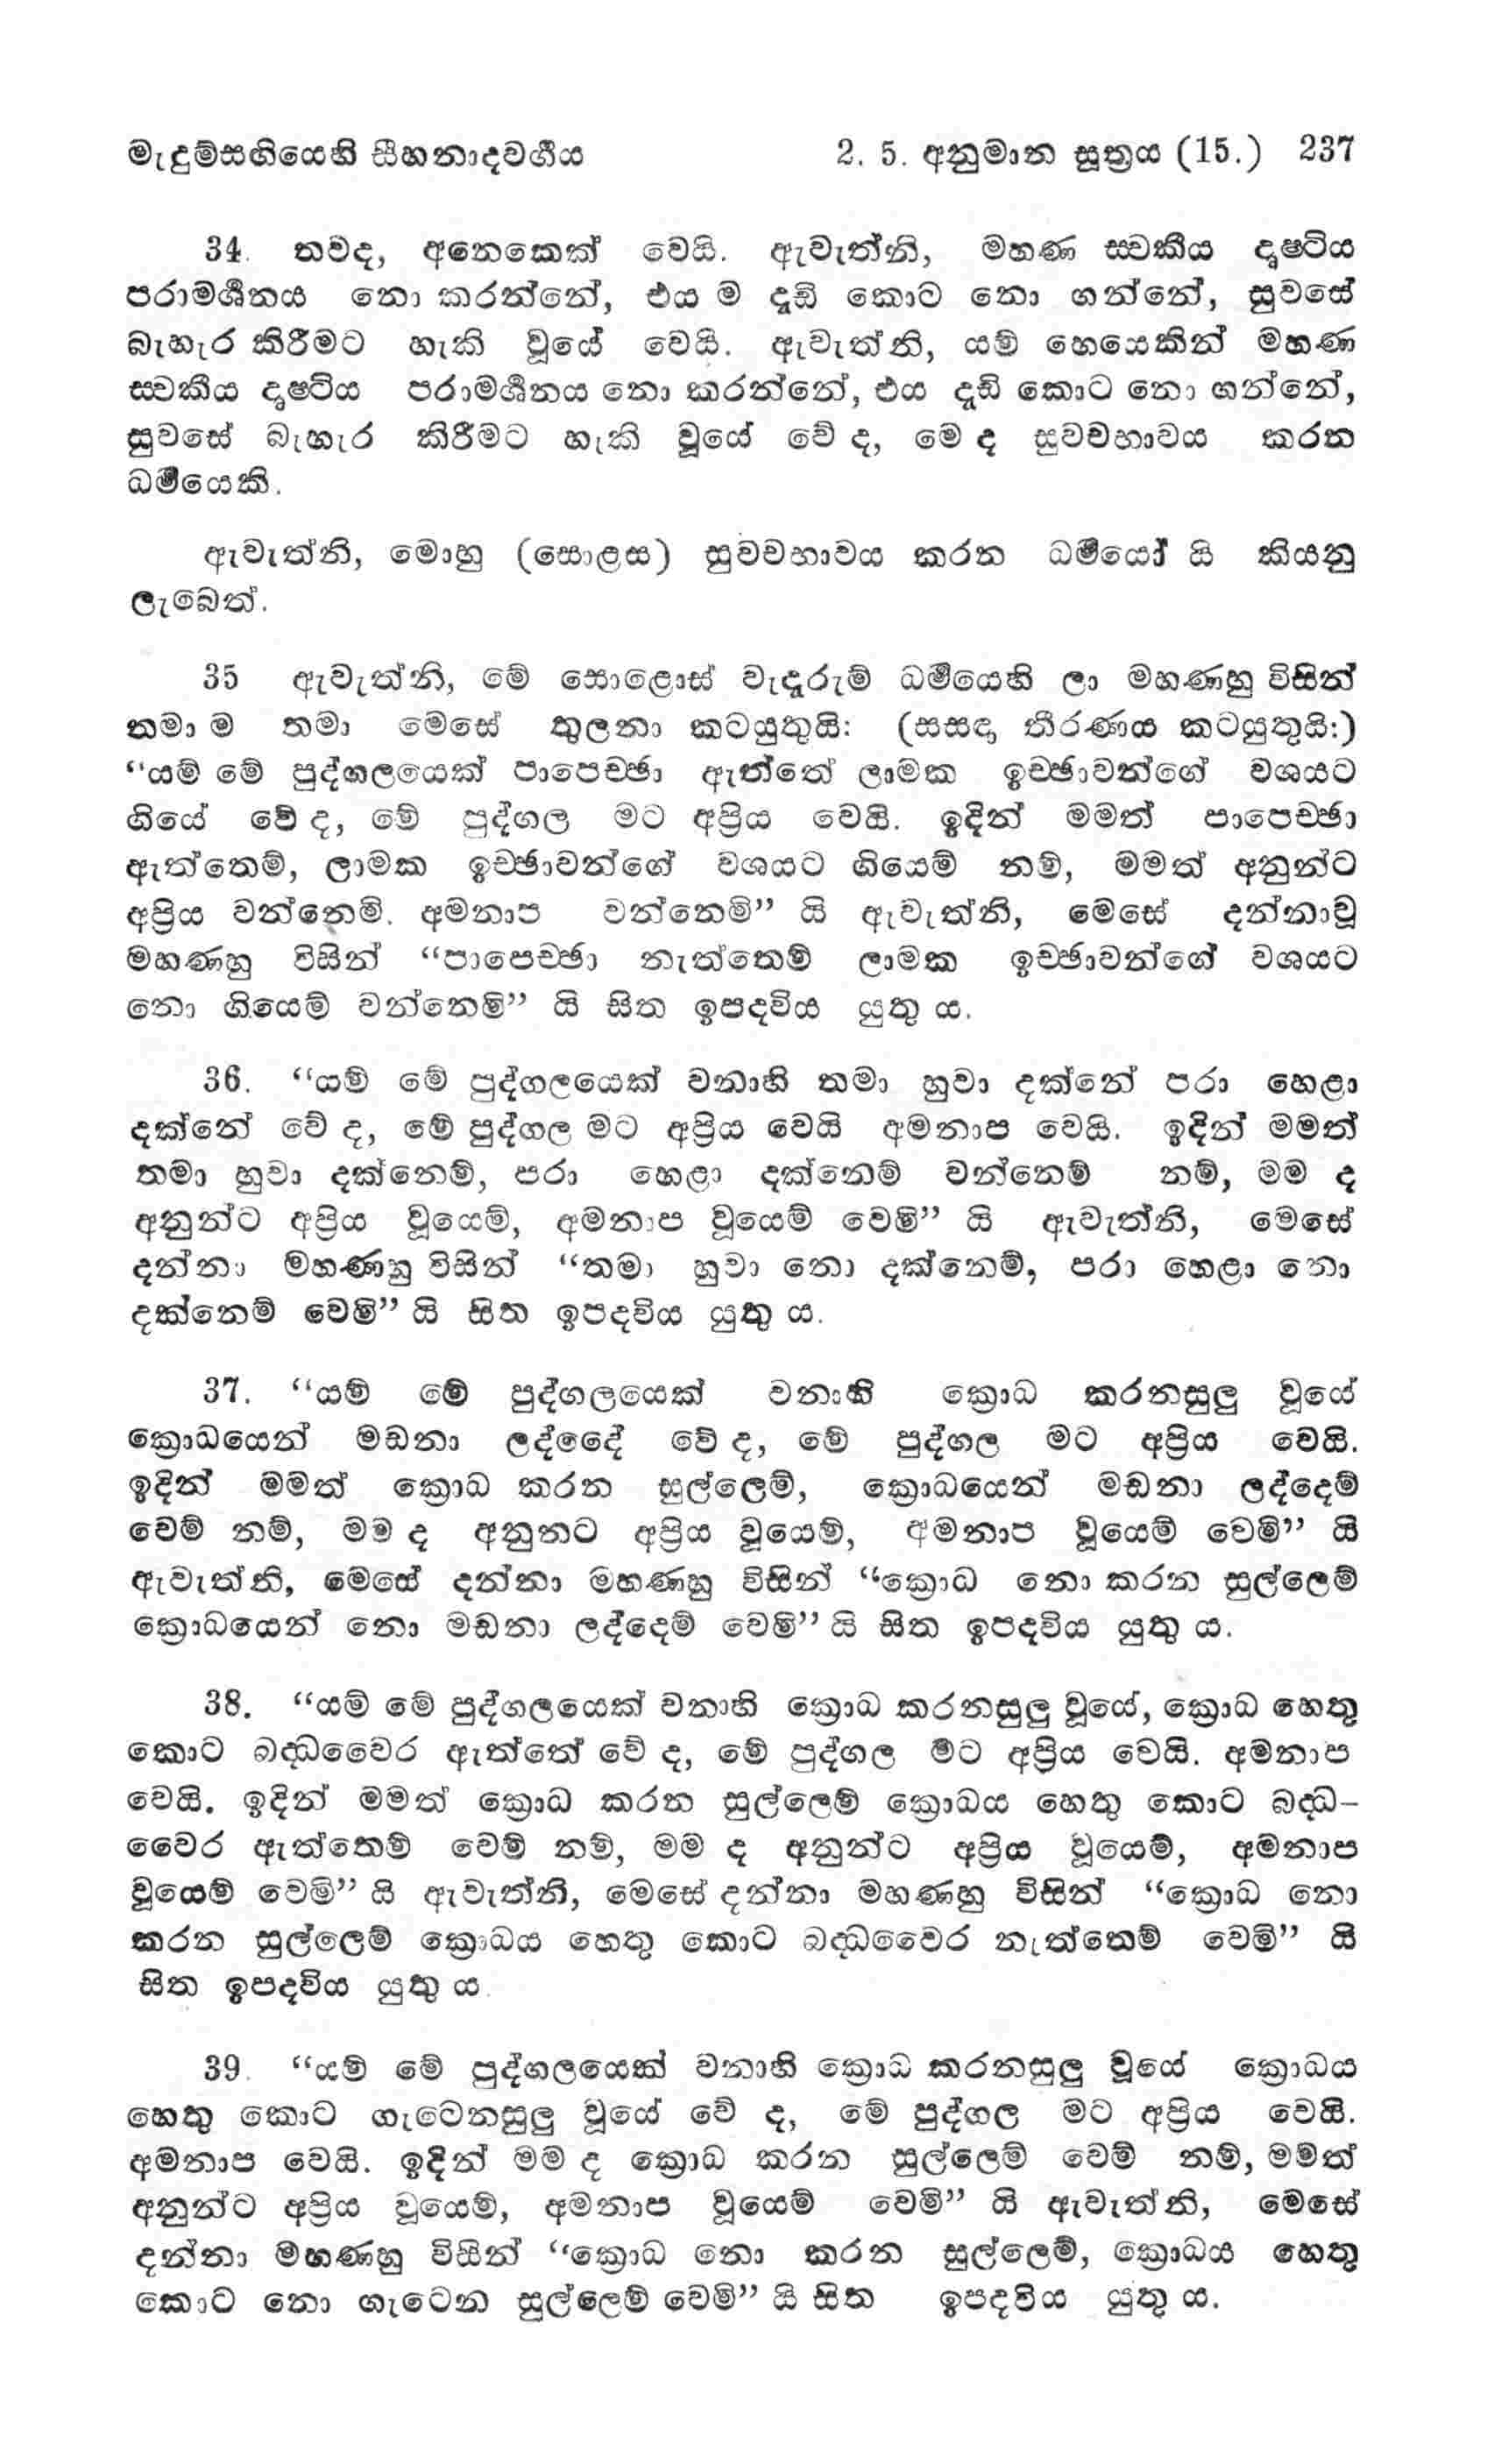 මැදුම්සඟියෙහි සීහනාදවර්‍ගය 2. 5. අනුමාන සූත්‍රය (15.) 237
34. තවද, අනෙකෙක් වෙයි. ඇවැත්නි, මහණ ස්වකීය දෘෂ්ටිය
පරාමර්‍ශනය නො කරන්නේ, එය ම දැඩි කොට නො ගන්නේ, සුවසේ
බැහැර කිරීමට හැකි වූයේ වෙයි. ඇවැත්නි, යම් හෙයෙකින් මහණ
ස්වකීය දෘෂ්ටිය පරාමර්‍ශනය නො කරන්නේ, එය දැඩි කොට නො ගන්නේ,
සුවසේ බැහැර කිරීමට හැකි වූයේ වේ ද, මෙ ද සුවචභාවය කරන
ධර්‍මයෙකි.
ඇවැත්නි, මොහු (සොළස) සුවචභාවය කරන ධර්‍මයෝ යි කියනු
ලැබෙත්.
35 ඇවැත්නි, මේ සොළොස් වැදෑරුම් ධර්‍මයෙහි ලා මහණහු විසින්
තමා ම තමා මෙසේ තුලනා කටයුතුයි: (සසඳා තීරණය කටයුතුයි:)
“යම් මේ පුද්ගලයෙක් පාපෙච්ඡා ඇත්තේ ලාමක ඉච්ඡාවන්ගේ වශයට
ගියේ වේ ද, මේ පුද්ගල මට අප්‍රිය වෙයි. ඉදින් මමත් පාපෙච්ඡා
ඇත්තෙම්, ලාමක ඉච්ඡාවන්ගේ වශයට ගියෙම් නම්, මමත් අනුන්ට
අප්‍රිය වන්නෙමි. අමනාප වන්නෙමි” යි ඇවැත්නි, මෙසේ දන්නාවූ
මහණහු විසින් “පාපෙච්ඡා නැත්තෙම් ලාමක ඉච්ඡාවන්ගේ වශයට
නො ගියෙම් වන්නෙමි” යි සිත ඉපදවිය යුතු ය.
36. “යම් මේ පුද්ගලයෙක් වනාහි තමා හුවා දක්නේ පරා හෙළා
දක්නේ වේ ද, මේ පුද්ගල මට අප්‍රිය වෙයි අමනාප වෙයි. ඉදින් මමත්
තමා හුවා දක්නෙම්, පරා හෙළා දක්නෙම් වන්නෙම් නම්, මම ද
අනුන්ට අප්‍රිය වූයෙම්, අමනාප වූයෙම් වෙමි” යි ඇවැත්නි, මෙසේ
දන්නා මහණහු විසින් “තමා හුවා නො දක්නෙම්, පරා හෙළා නො
දක්නෙම් වෙමි” යි සිත ඉපදවිය යුතු ය.
37. “යම් මේ පුද්ගලයෙක් වනාහි ක්‍රොධ කරනසුලු වූයේ
ක්‍රොධයෙන් මඩනා ලද්දේ වේ ද, මේ පුද්ගල මට අප්‍රිය වෙයි.
ඉදින් මමත් ක්‍රොධ කරන සුල්ලෙම්, ක්‍රොධයෙන් මඩනා ලද්දෙම්
වෙම් නම්, මම ද අනුනට අප්‍රිය වූයෙම්, අමනාප වූයෙම් වෙමි” යි
ඇවැත්නි, මෙසේ දන්නා මහණහු විසින් “ක්‍රොධ නො කරන සුල්ලෙම්
ක්‍රොධයෙන් නො මඩනා ලද්දෙම් වෙමි” යි සිත ඉපදවිය යුතු ය.
38. “යම් මේ පුද්ගලයෙක් වනාහි ක්‍රොධ කරනසුලු වූයේ, ක්‍රොධ හෙතු
කොට බද්ධවෛර ඇත්තේ වේ ද, මේ පුද්ගල මට අප්‍රිය වෙයි. අමනාප
වෙයි. ඉදින් මමත් ක්‍රොධ කරන සුල්ලෙම් ක්‍රොධය හෙතු කොට බද්ධ-
වෛර ඇත්තෙම් වෙම් නම්, මම ද අනුන්ට අප්‍රිය වූයෙම්, අමනාප
වූයෙම් වෙමි” යි ඇවැත්නි, මෙසේ දන්නා මහණහු විසින් “ක්‍රොධ නො
කරන සුල්ලෙම් ක්‍රොධය හෙතු කොට බද්ධවෛර නැත්තෙම් වෙමි” යි
සිත ඉපදවිය යුතු ය.
39. “යම් මේ පුද්ගලයෙක් වනාහි ක්‍රොධ කරනසුලු වූයේ ක්‍රොධය
හෙතු කොට ගැටෙනසුලු වූයේ වේ ද, මේ පුද්ගල මට අප්‍රිය වෙයි.
අමනාප වෙයි. ඉදින් මම ද ක්‍රොධ කරන සුල්ලෙම් වෙම් නම්, මමත්
අනුන්ට අප්‍රිය වූයෙම්, අමනාප වූයෙම් වෙමි” යි ඇවැත්නි, මෙසේ
දන්නා මහණහු විසින් “ක්‍රොධ නො කරන සුල්ලෙම්, ක්‍රොධය හෙතු
කොට නො ගැටෙන සුල්ලෙම් වෙමි” යි සිත ඉපදවිය යුතු ය.